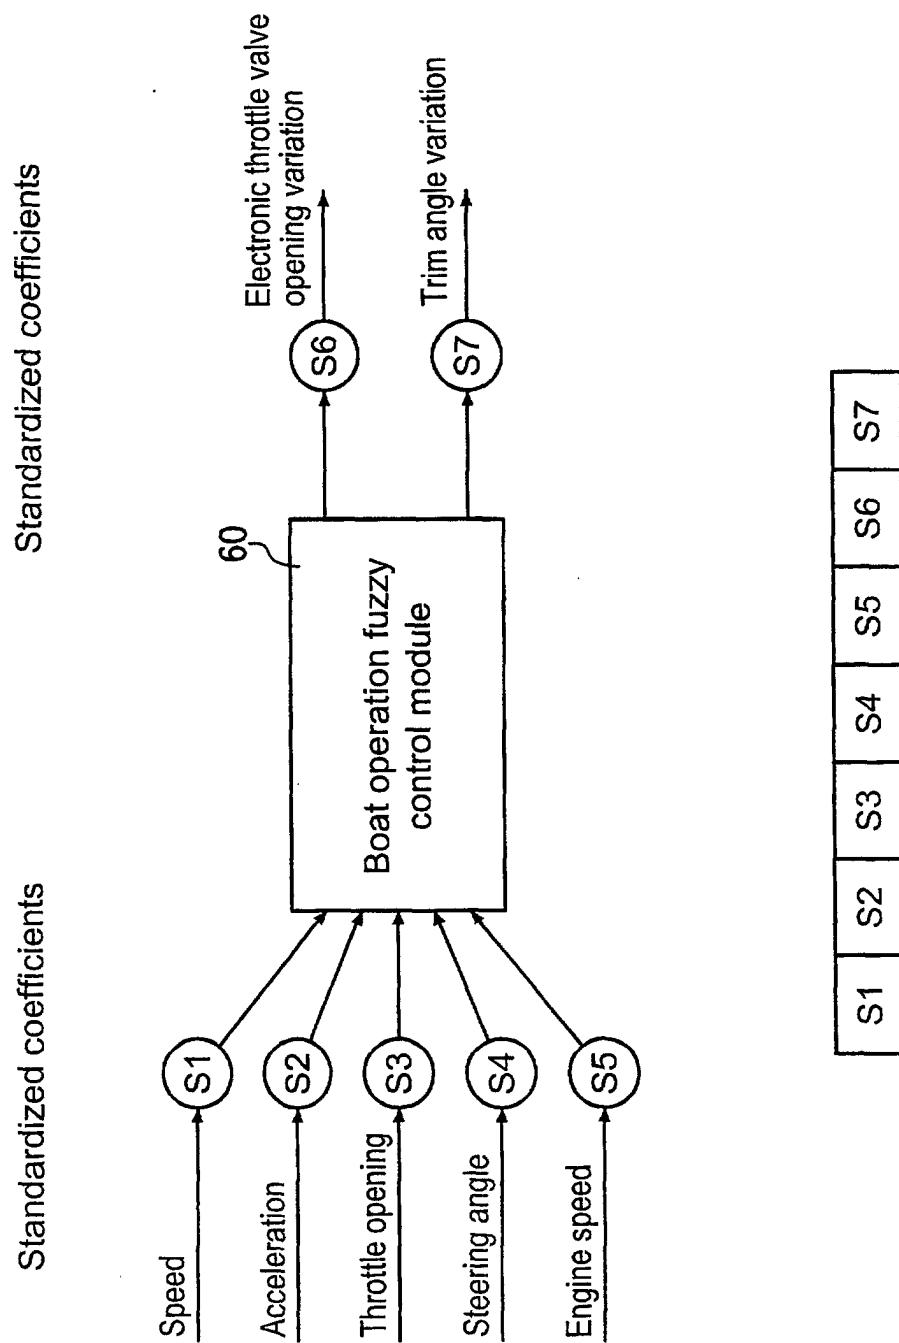 Standardized coefficients
Standardized coefficients
Speed
S1
Acceleration
S2
Throttle opening
S3
Steering angle
S4
Engine speed
S5
60
Boat operation fuzzy
control module
S6
Electronic throttle valve
opening variation
S7
Trim angle variation
S1 S2 S3 S4 S5 S6 S7